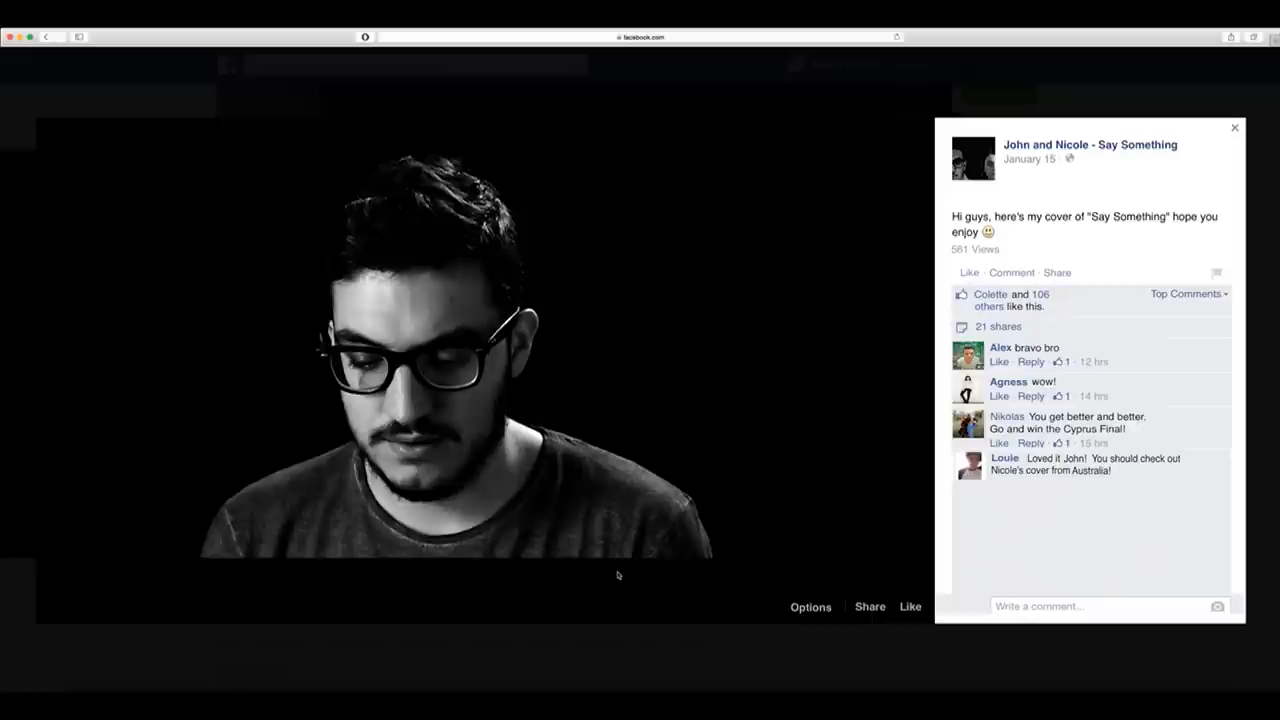 facebook.com
John and Nicole - Say Something
January 15 ·
Hi guys, here's my cover of "Say Something" hope you
enjoy
561 Views
Like · Comment · Share
Colette and 106
others like this.
Top Comments
21 shares
Alex bravo bro
Like · Reply · 1 · 12 hrs
Agness wow!
Like · Reply · 1 · 14 hrs
Nikolas You get better and better.
Go and win the Cyprus Final!
Like · Reply · 1 · 15 hrs
Louie Loved it John! You should check out
Nicole's cover from Australia!
Write a comment...
Options Share Like